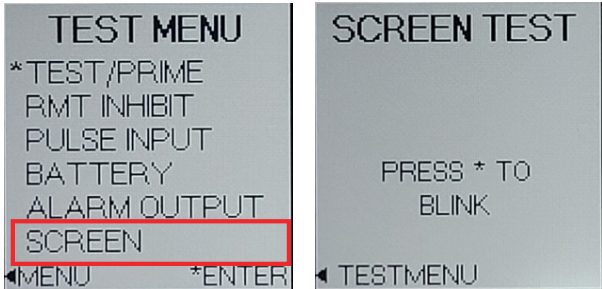 TEST MENU
*TEST/PRIME
RMT INHIBIT
PULSE INPUT
BATTERY
ALARM OUTPUT
SCREEN
◀MENU *ENTER
SCREEN TEST
PRESS * TO
BLINK
◀ TESTMENU